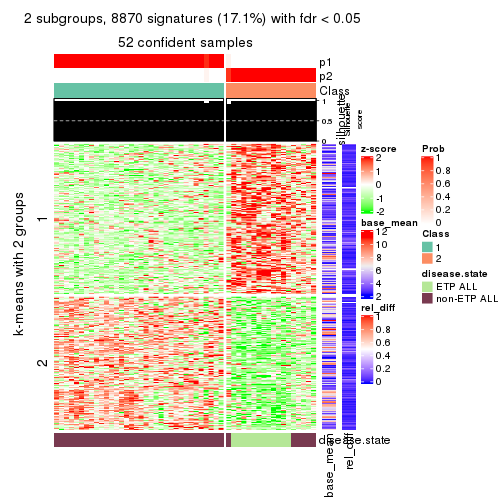 2 subgroups, 8870 signatures (17.1%) with fdr < 0.05
52 confident samples
p1
p2
Class
1
0.5
0
silhouette
Silhouette
score
k-means with 2 groups
1
2
z-score
2
1
0
-1
-2
base_mean
12
10
8
6
4
2
rel_diff
1
0.8
0.6
0.4
0.2
0
Prob
1
0.8
0.6
0.4
0.2
0
Class
1
2
disease.state
ETP ALL
non-ETP ALL
disease.state
base_mean
rel_diff